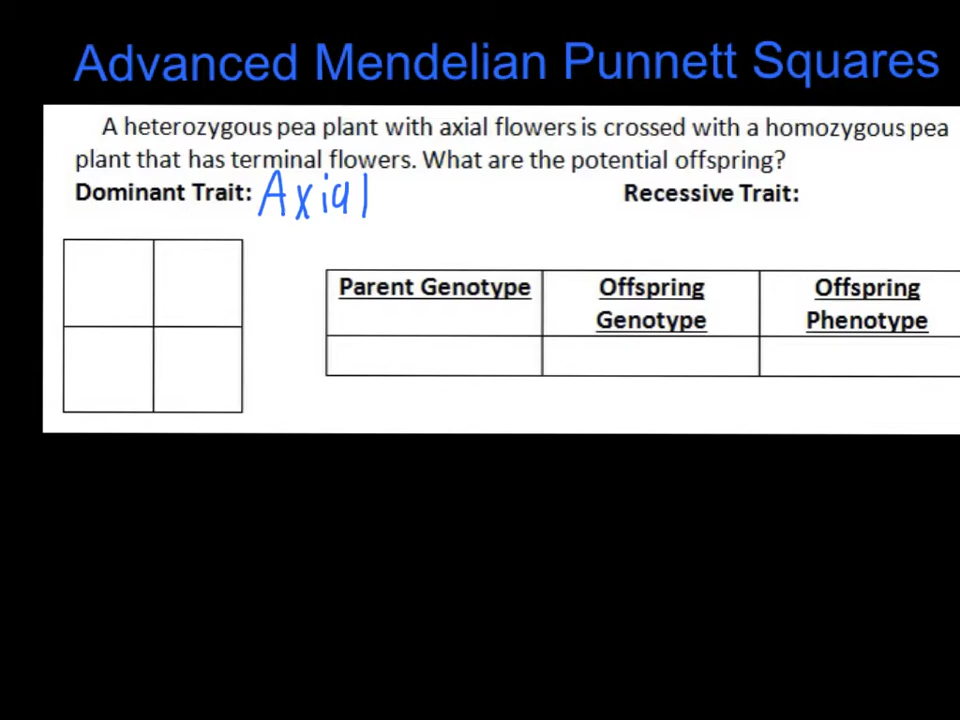 Advanced Mendelian Punnett Squares
A heterozygous pea plant with axial flowers is crossed with a homozygous pea
plant that has terminal flowers. What are the potential offspring?
Dominant Trait: Axial Recessive Trait:
Parent Genotype Offspring Genotype Offspring Phenotype